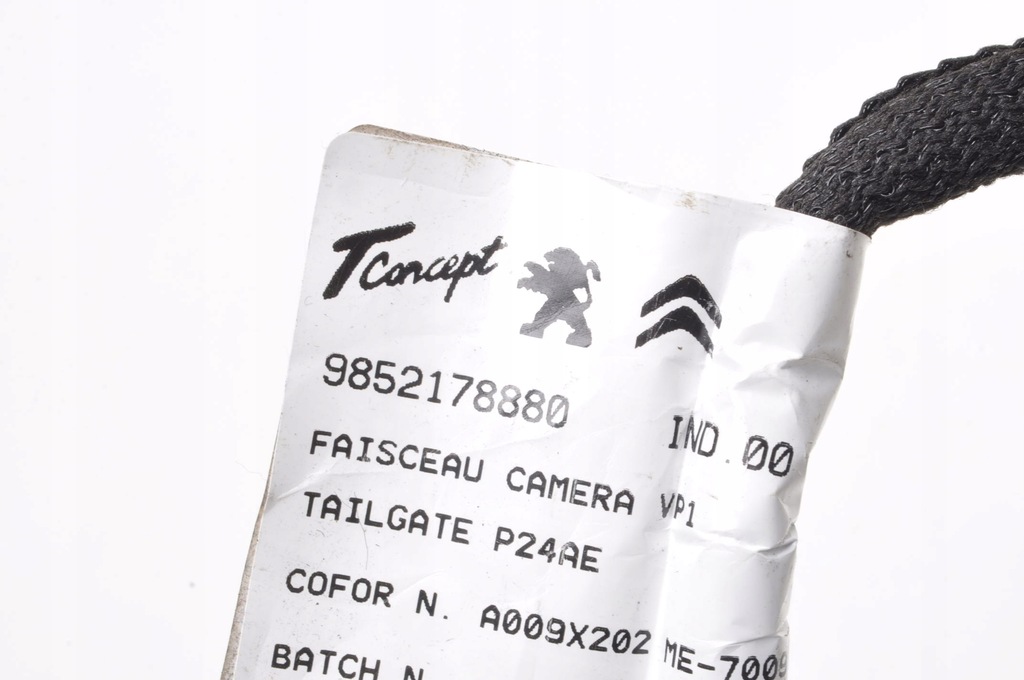 TConcept
9852178880 IND.00
FAISCEAU CAMERA VP1
TAILGATE P24AE
COFOR N. A009X202 ME-7009
BATCH N.